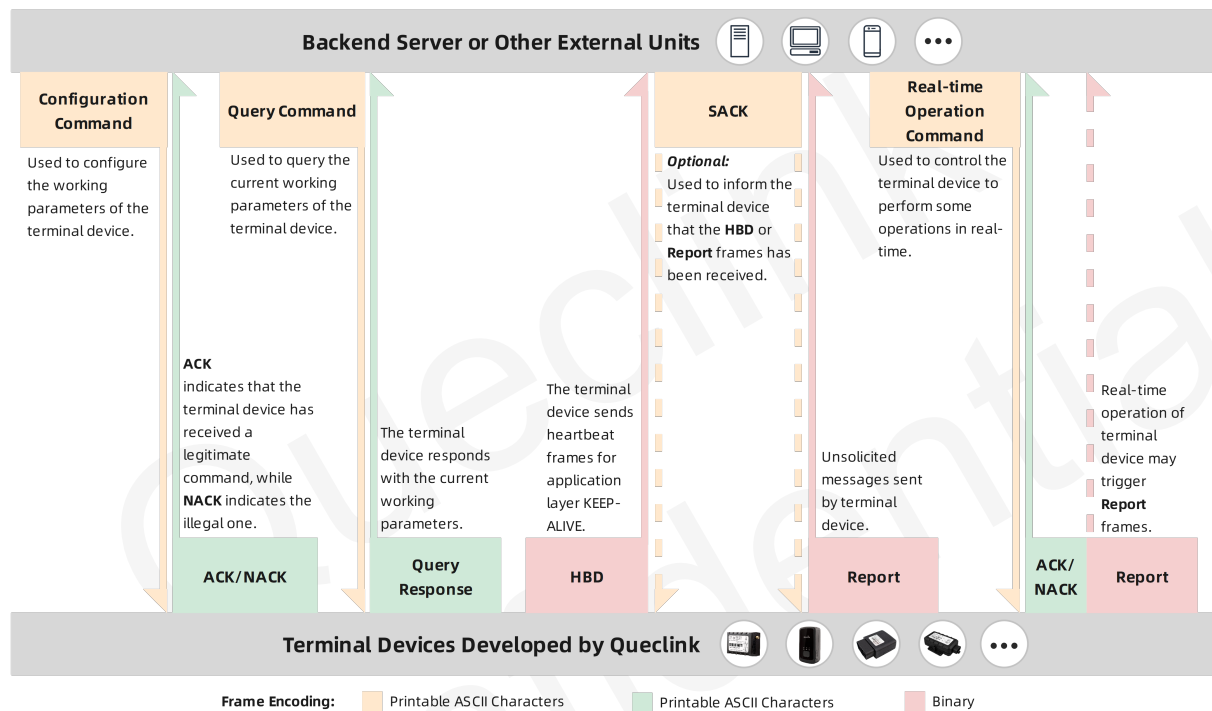 Backend Server or Other External Units
Configuration
Command
Used to configure
the working
parameters of the
terminal device.
ACK
indicates that the
terminal device has
received a
legitimate
command, while
NACK indicates the
illegal one.
ACK/NACK
Query Command
Used to query the
current working
parameters of the
terminal device.
The terminal
device responds
with the current
working
parameters.
Query
Response
The terminal
device sends
heartbeat
frames for
application
layer KEEP-
ALIVE.
HBD
SACK
Optional:
Used to inform the
terminal device
that the HBD or
Report frames has
been received.
Unsolicited
messages sent
by terminal
device.
Report
Real-time
Operation
Command
Used to control the
terminal device to
perform some
operations in real-
time.
ACK/
NACK
Real-time
operation of
terminal
device may
trigger
Report
frames.
Report
Terminal Devices Developed by Queclink
Frame Encoding:
Printable ASCII Characters
Printable ASCII Characters
Binary
Queclink